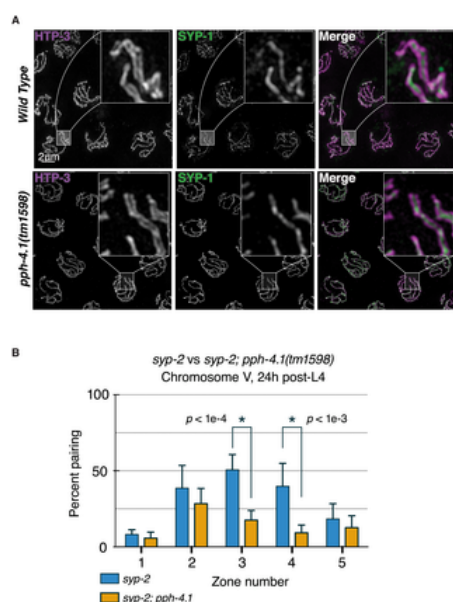 A
HTP-3 SYP-1 Merge
Wild Type
2μm
HTP-3 SYP-1 Merge
pph-4.1(tm1598)
B
syp-2 vs syp-2; pph-4.1(tm1598)
Chromosome V, 24h post-L4
100
p < 1e-4 * * p < 1e-3
Percent pairing
50
0
1 2 3 4 5
Zone number
syp-2
syp-2; pph-4.1